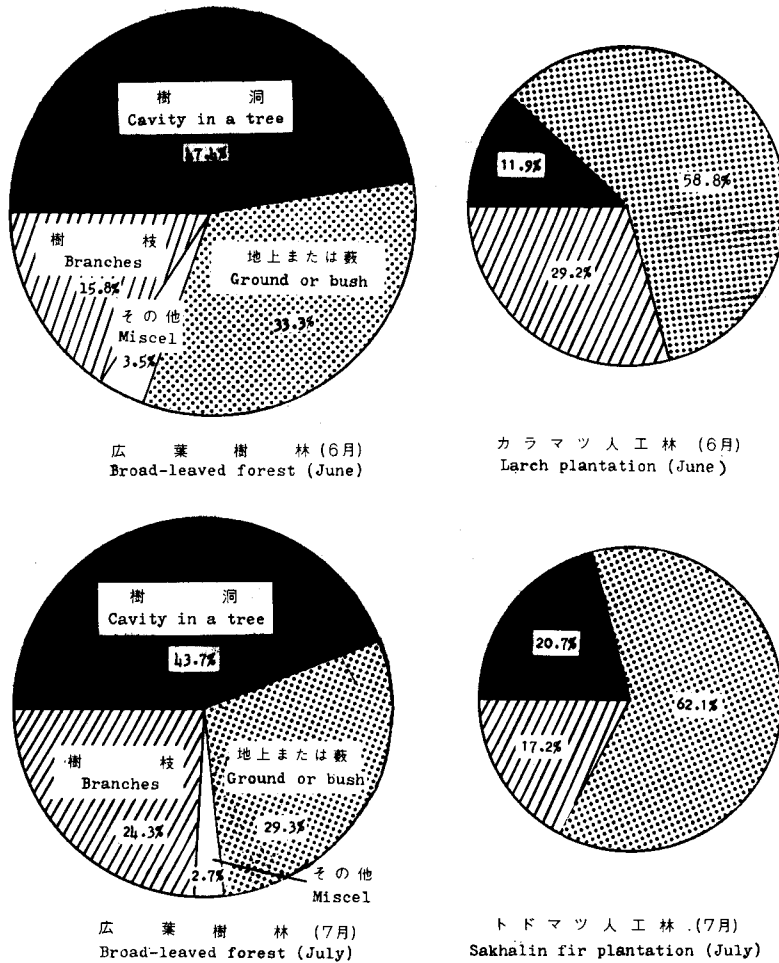 樹 洞
Cavity in a tree
47.4%
樹 枝
Branches
15.8%
その他
Miscel
3.5%
地上または藪
Ground or bush
33.3%
広葉樹林 (6月)
Broad-leaved forest (June)
11.9%
58.8%
29.2%
カラマツ人工林 (6月)
Larch plantation (June)
樹 洞
Cavity in a tree
43.7%
樹 枝
Branches
24.3%
地上または藪
Ground or bush
29.3%
2.7%
その他
Miscel
広葉樹林 (7月)
Broad-leaved forest (July)
20.7%
62.1%
17.2%
トドマツ人工林 (7月)
Sakhalin fir plantation (July)